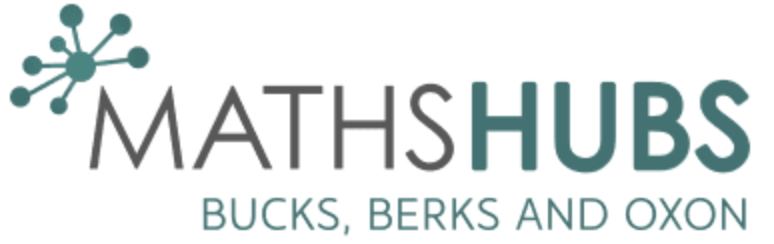 MATHSHUBS
BUCKS, BERKS AND OXON